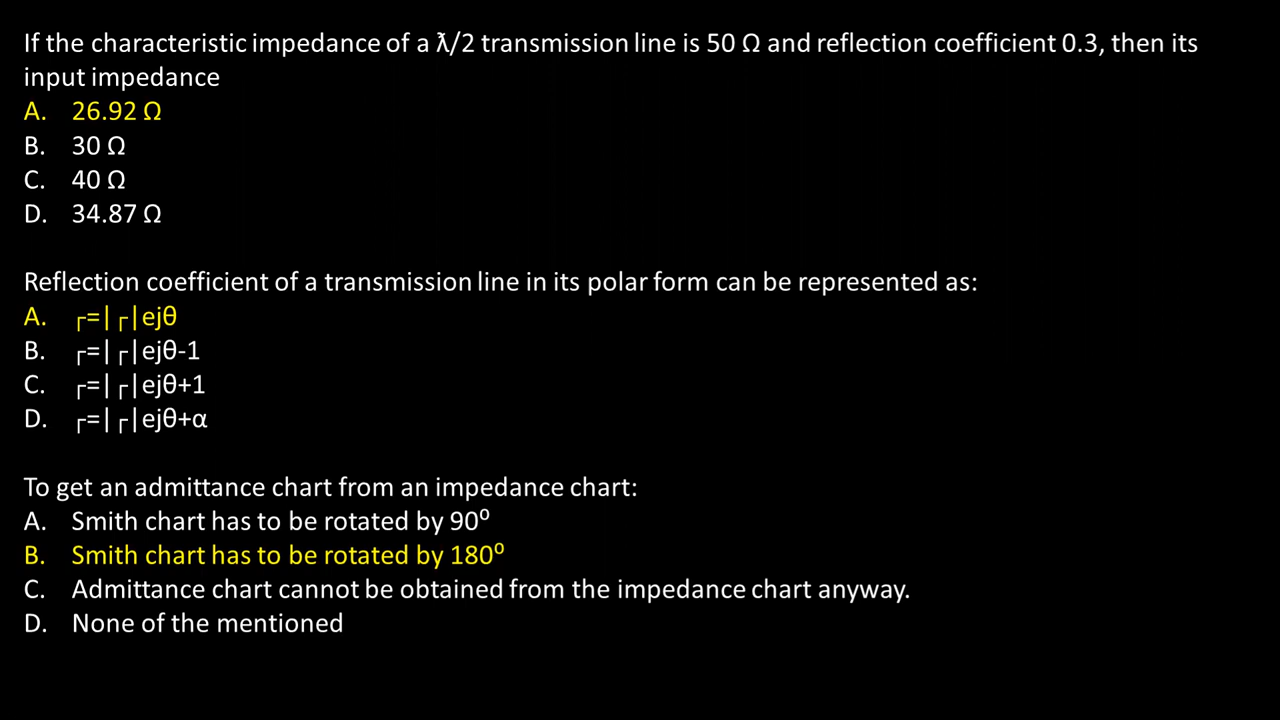 If the characteristic impedance of a ƛ/2 transmission line is 50 Ω and reflection coefficient 0.3, then its
input impedance
A. 26.92 Ω
B. 30 Ω
C. 40 Ω
D. 34.87 Ω
Reflection coefficient of a transmission line in its polar form can be represented as:
A. ┌=|┌|ejθ
B. ┌=|┌|ejθ-1
C. ┌=|┌|ejθ+1
D. ┌=|┌|ejθ+α
To get an admittance chart from an impedance chart:
A. Smith chart has to be rotated by 90⁰
B. Smith chart has to be rotated by 180⁰
C. Admittance chart cannot be obtained from the impedance chart anyway.
D. None of the mentioned